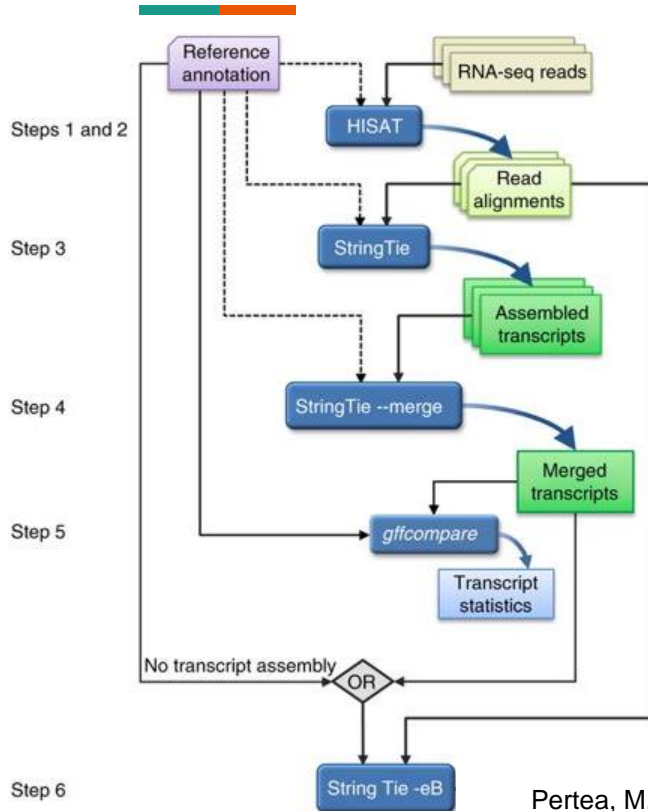 Reference
annotation
RNA-seq reads
Steps 1 and 2
HISAT
Read
alignments
Step 3
StringTie
Assembled
transcripts
Step 4
StringTie --merge
Merged
transcripts
Step 5
gffcompare
Transcript
statistics
No transcript assembly
OR
Step 6
String Tie -eB
Pertea, M.